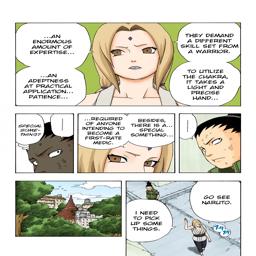 THEY DEMAND
A DIFFERENT
SKILL SET FROM
A WARRIOR.
TO UTILIZE
THE CHAKRA,
IT TAKES A
LIGHT AND
PRECISE
HAND...
...AN
ENORMOUS
AMOUNT OF
EXPERTISE...
...AN
ADEPTNESS
AT PRACTICAL
APPLICATION...
PATIENCE...
BESIDES,
THERE IS
A...
SPECIAL
SOMETHING...
...REQUIRED
OF ANYONE
INTENDING
TO BECOME A
FIRST-RATE
MEDIC.
SPECIAL
SOME-
THING?
GO SEE
NARUTO.
I NEED
TO PICK
UP SOME
THINGS.